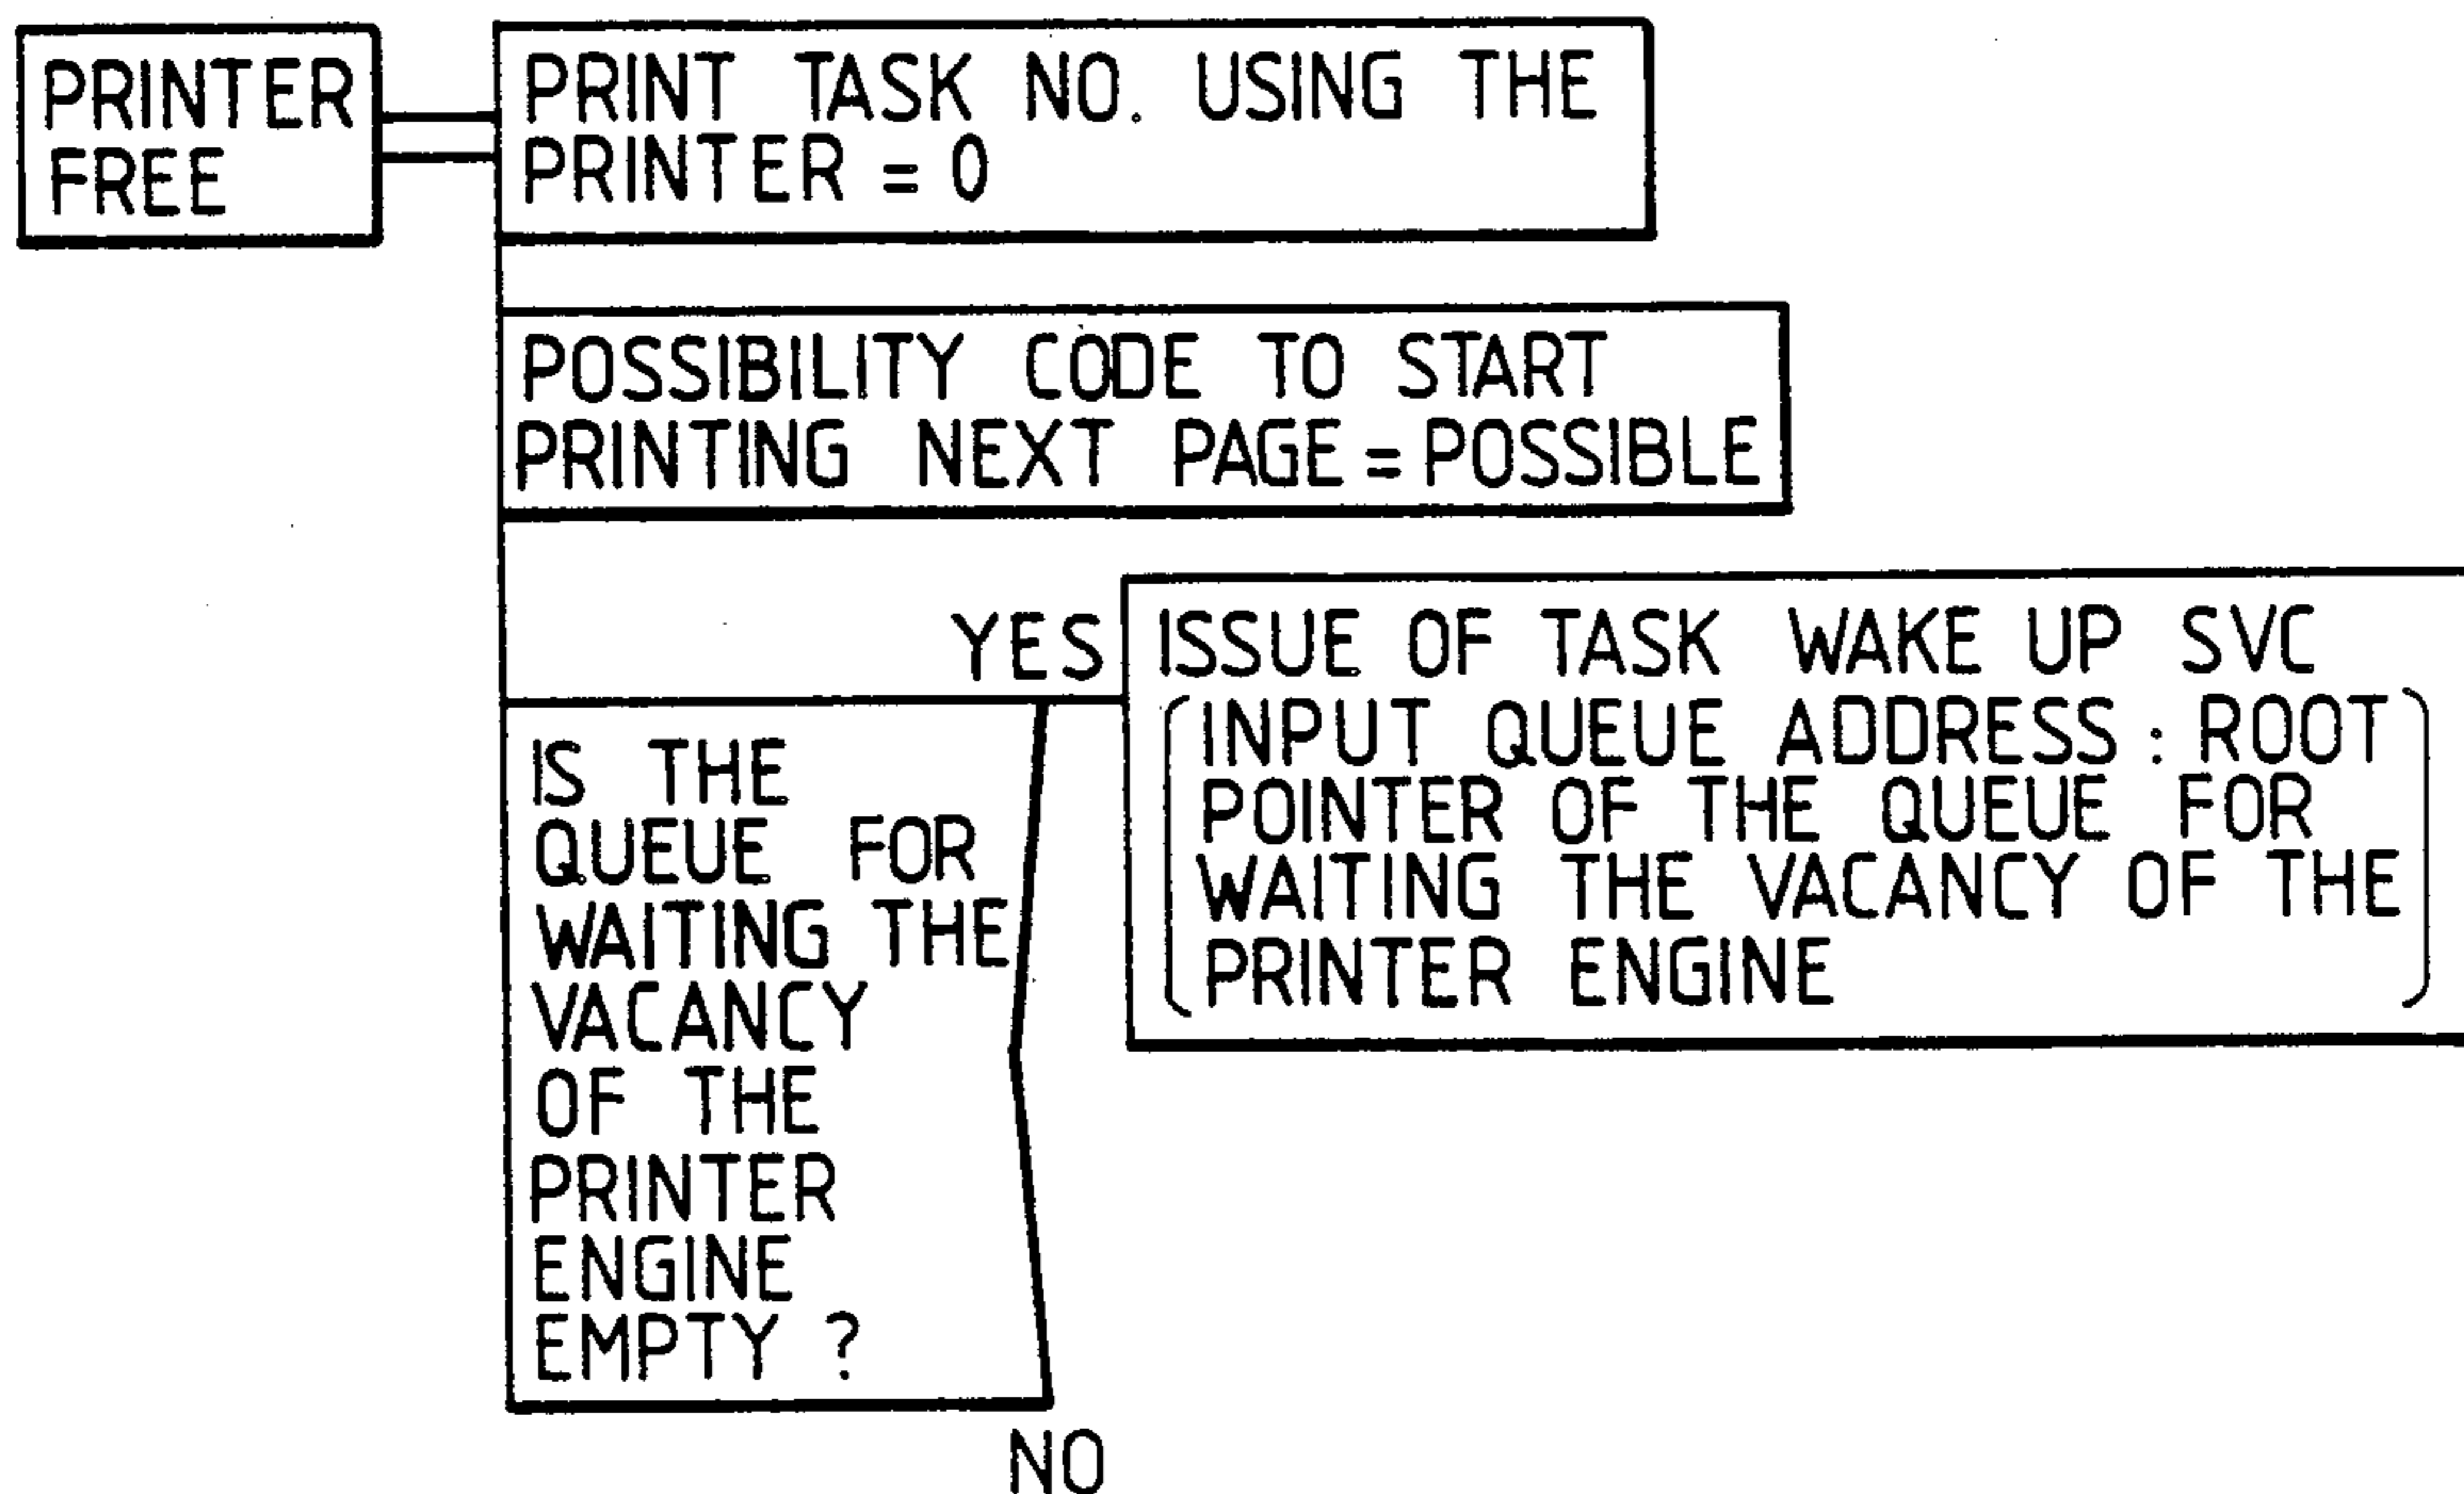 PRINTER
FREE
PRINT TASK NO. USING THE
PRINTER = 0
POSSIBILITY CODE TO START
PRINTING NEXT PAGE = POSSIBLE
YES
ISSUE OF TASK WAKE UP SVC
(INPUT QUEUE ADDRESS : ROOT
POINTER OF THE QUEUE FOR
WAITING THE VACANCY OF THE
PRINTER ENGINE)
IS THE
QUEUE FOR
WAITING THE
VACANCY
OF THE
PRINTER
ENGINE
EMPTY ?
NO